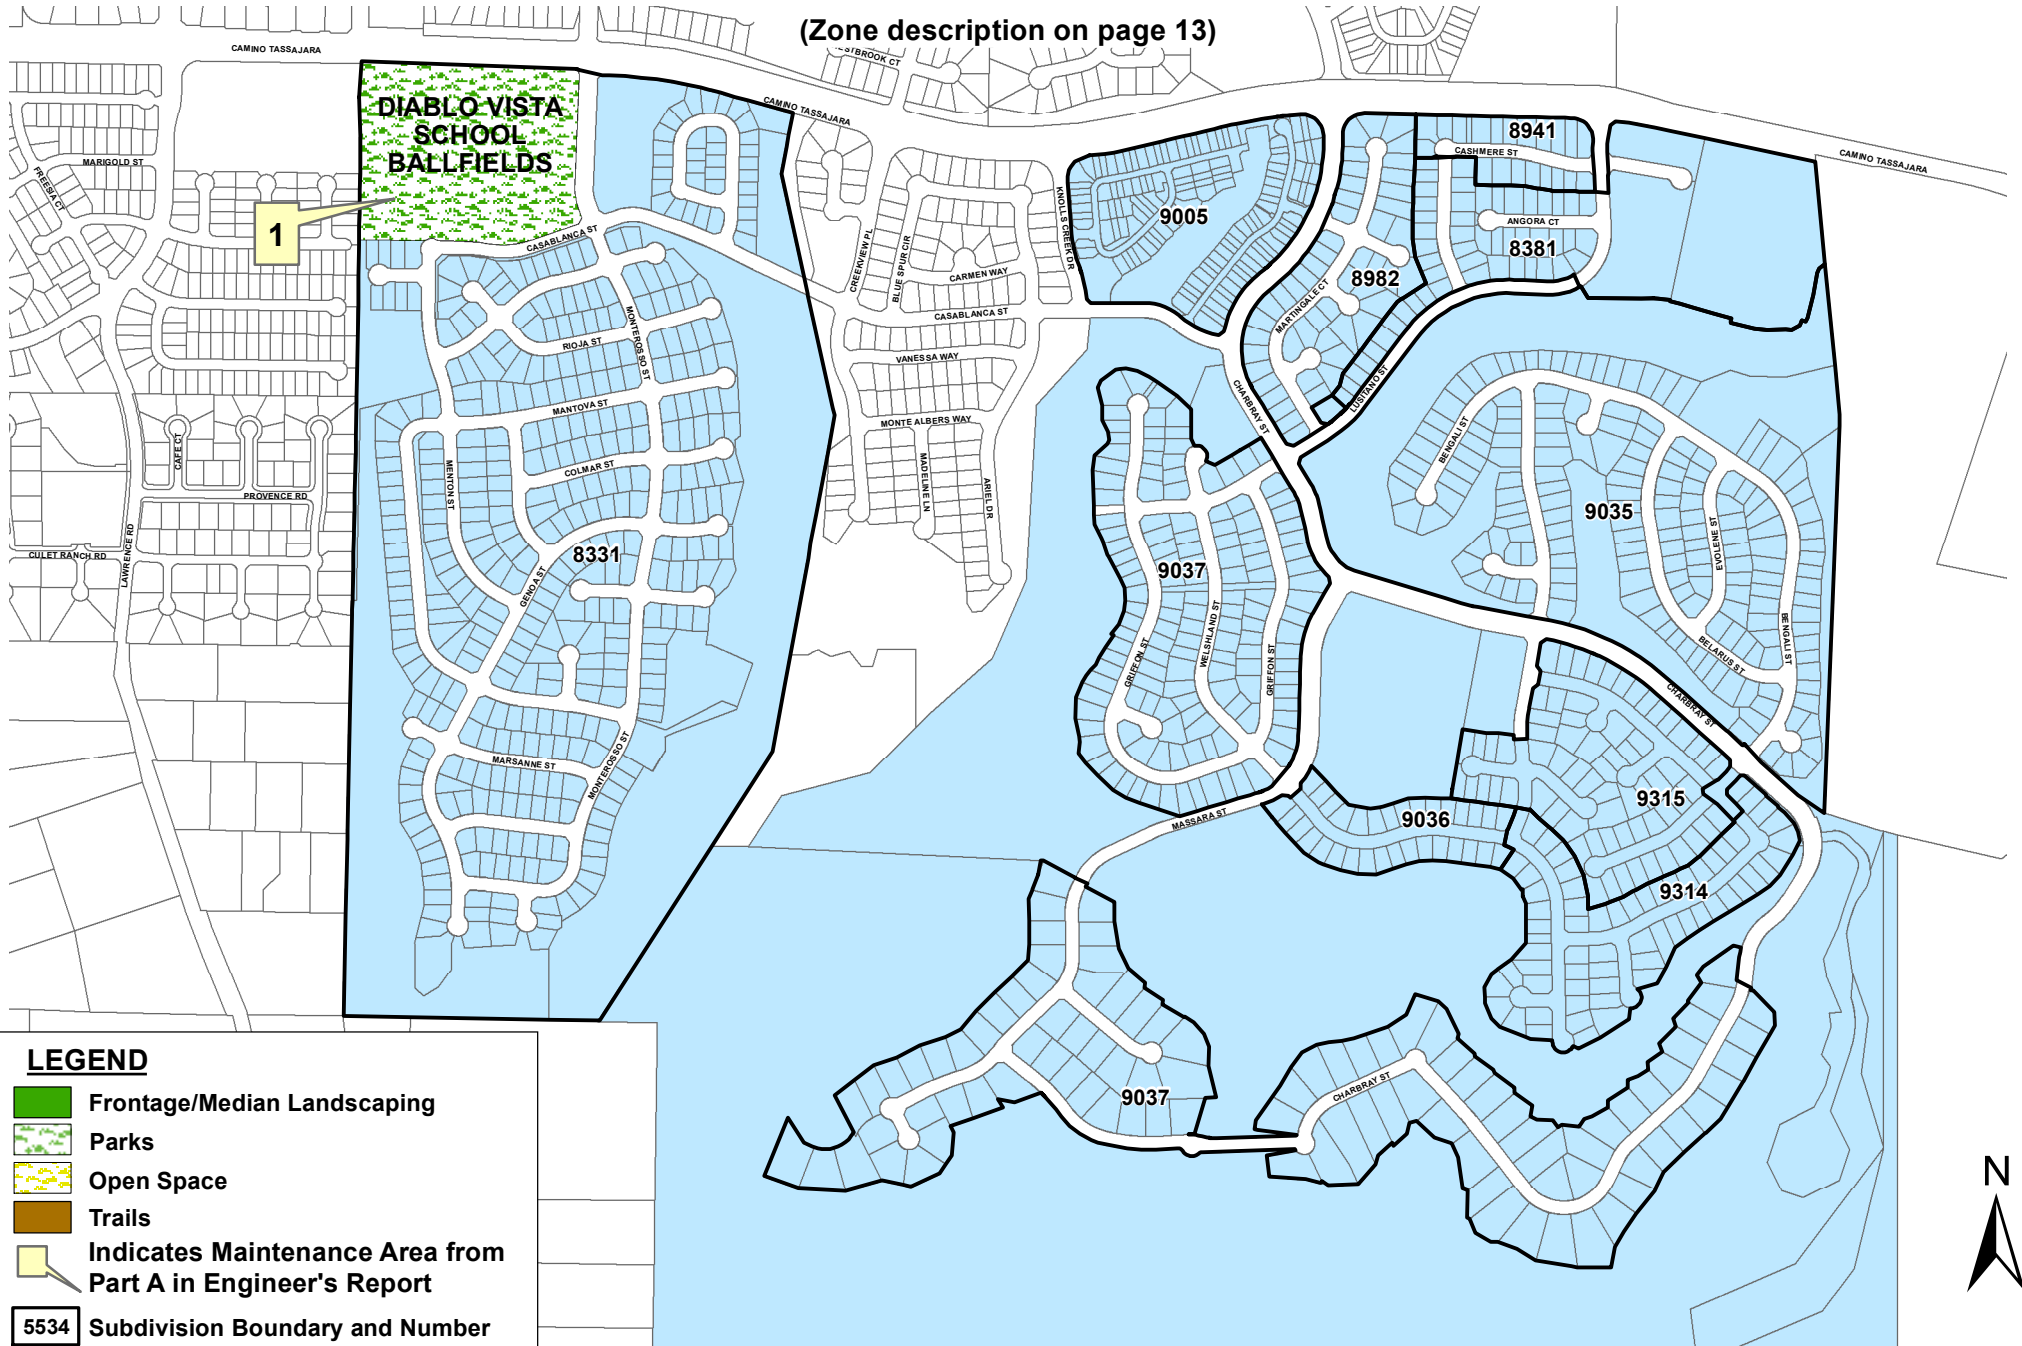 (Zone description on page 13)
CAMINO TASSAJARA
DIABLO VISTA
SCHOOL
BALLFIELDS
CAMINO TASSAJARA
CAMINO TASSAJARA
MARIGOLD ST
FREESIA CT
1
CASABLANCA ST
MONTEROSSO ST
RIOJA ST
MANTOVA ST
COLMAR ST
MENTON ST
GENOA ST
8331
MARSANNE ST
MONTEROSSO ST
CAFE CT
PROVENCE RD
CULET RANCH RD
LAWRENCE RD
CREEKVIEW PL
BLUE SPUR CIR
CARMEN WAY
CASABLANCA ST
VANESSA WAY
MONTE ALBERS WAY
MADELINE LN
ARIEL DR
KNOLLS CREEK DR
9005
8941
CASHMERE ST
ANGORA CT
8381
8982
MARTINGALE CT
LUSITANO ST
CHARBRAY ST
BENGALI ST
9035
EVOLENE ST
BELARUS ST
BENGALI ST
9037
GRIFFON ST
WELSHLAND ST
GRIFFON ST
CHARBRAY ST
9315
9036
9314
MASSARA ST
9037
CHARBRAY ST
N
LEGEND
Frontage/Median Landscaping
Parks
Open Space
Trails
Indicates Maintenance Area from
Part A in Engineer's Report
5534 Subdivision Boundary and Number